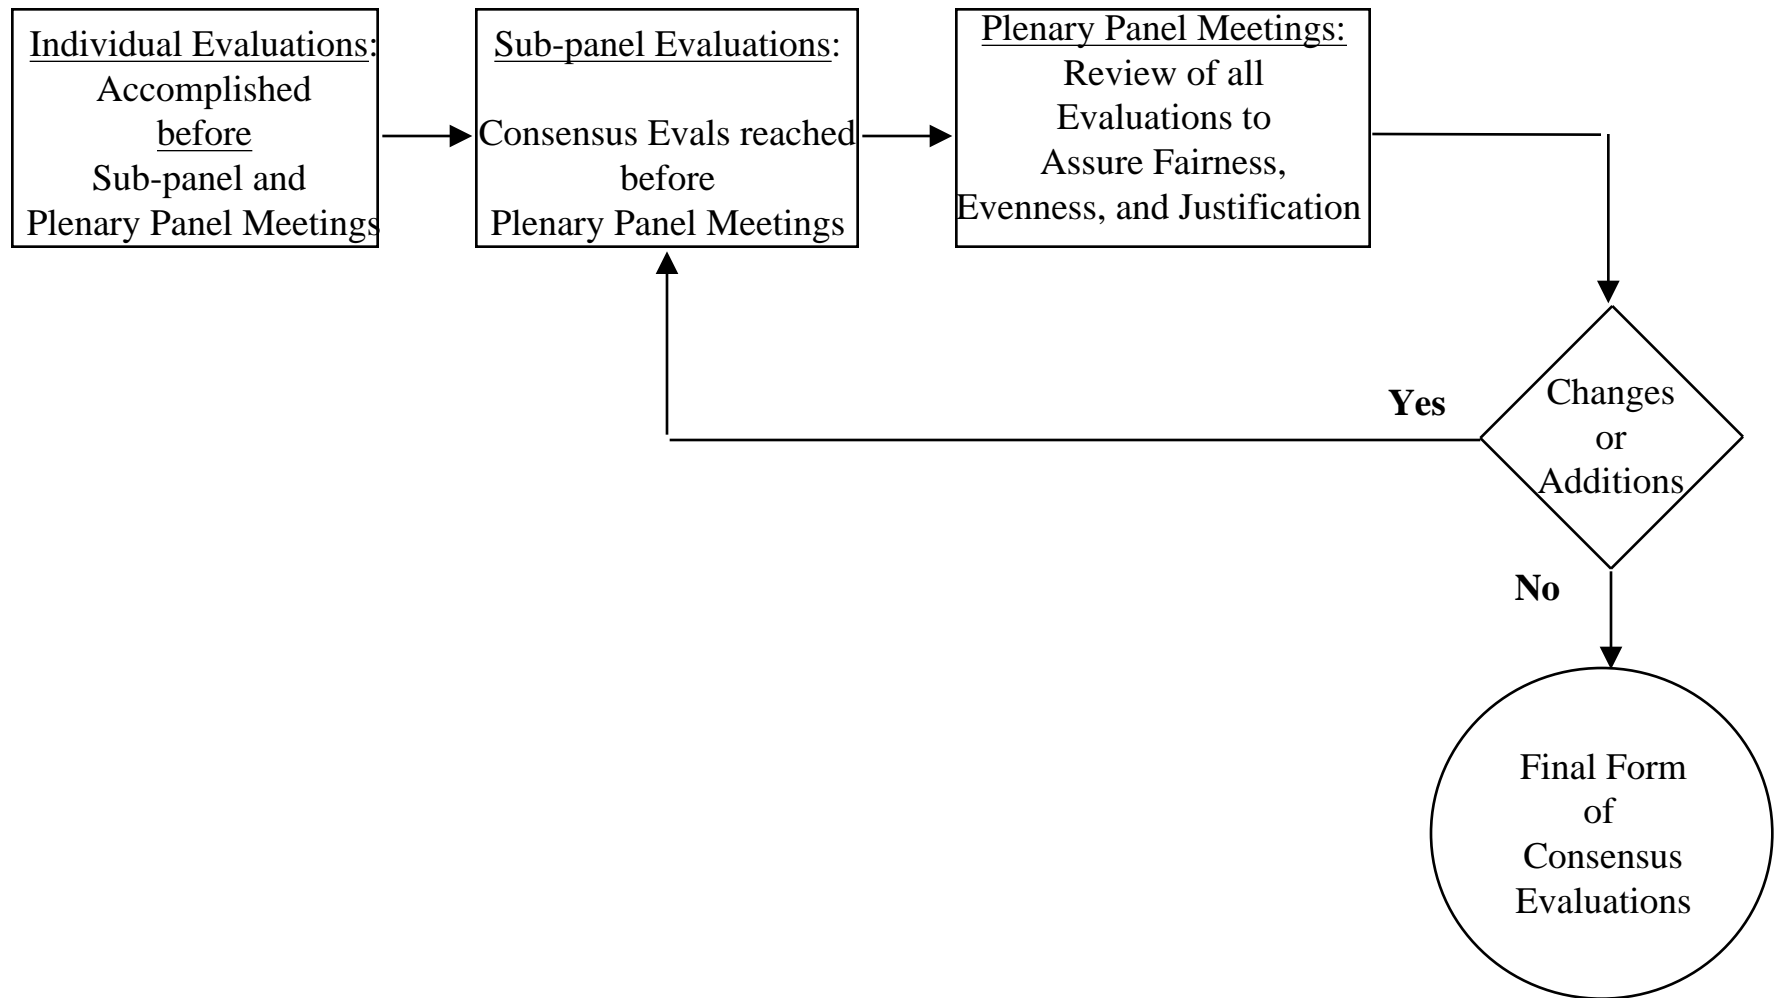 Individual Evaluations:
Accomplished
before
Sub-panel and
Plenary Panel Meetings
Sub-panel Evaluations:
Consensus Evals reached
before
Plenary Panel Meetings
Plenary Panel Meetings:
Review of all
Evaluations to
Assure Fairness,
Evenness, and Justification
Changes
or
Additions
Yes
No
Final Form
of
Consensus
Evaluations